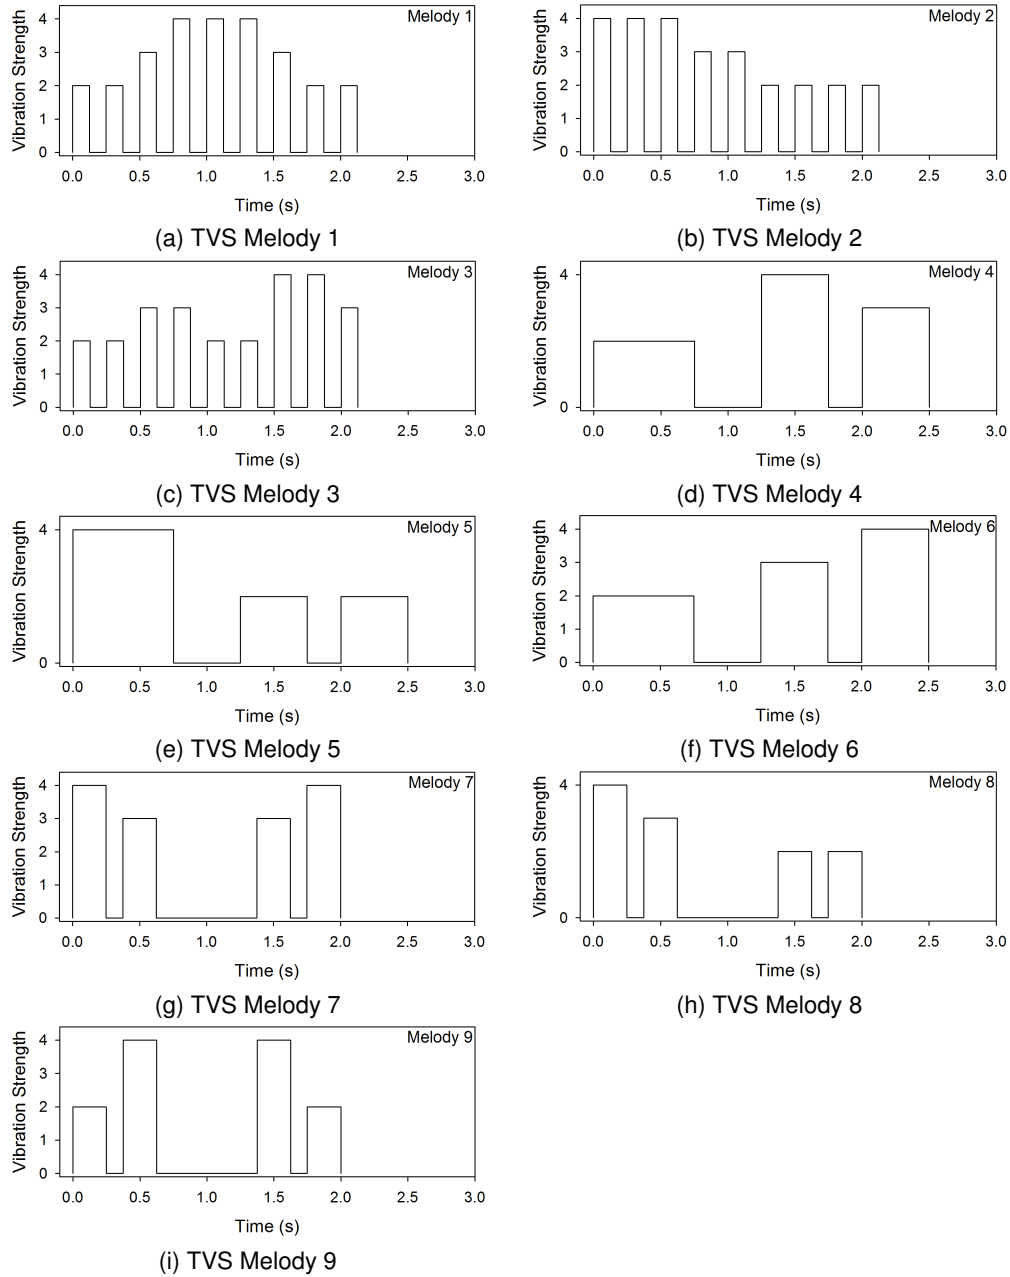 Melody 1
Vibration Strength
4
3
2
1
0
0.0 0.5 1.0 1.5 2.0 2.5 3.0
Time (s)
(a) TVS Melody 1
Melody 2
Vibration Strength
4
3
2
1
0
0.0 0.5 1.0 1.5 2.0 2.5 3.0
Time (s)
(b) TVS Melody 2
Melody 3
Vibration Strength
4
3
2
1
0
0.0 0.5 1.0 1.5 2.0 2.5 3.0
Time (s)
(c) TVS Melody 3
Melody 4
Vibration Strength
4
0
0.0 0.5 1.0 1.5 2.0 2.5 3.0
Time (s)
(d) TVS Melody 4
Melody 5
Vibration Strength
4
0
0.0 0.5 1.0 1.5 2.0 2.5 3.0
Time (s)
(e) TVS Melody 5
Melody 6
Vibration Strength
4
3
2
1
0
0.0 0.5 1.0 1.5 2.0 2.5 3.0
Time (s)
(f) TVS Melody 6
Melody 7
Vibration Strength
4
3
2
1
0
0.0 0.5 1.0 1.5 2.0 2.5 3.0
Time (s)
(g) TVS Melody 7
Melody 8
Vibration Strength
4
0
0.0 0.5 1.0 1.5 2.0 2.5 3.0
Time (s)
(h) TVS Melody 8
Melody 9
Vibration Strength
4
3
2
1
0
0.0 0.5 1.0 1.5 2.0 2.5 3.0
Time (s)
(i) TVS Melody 9